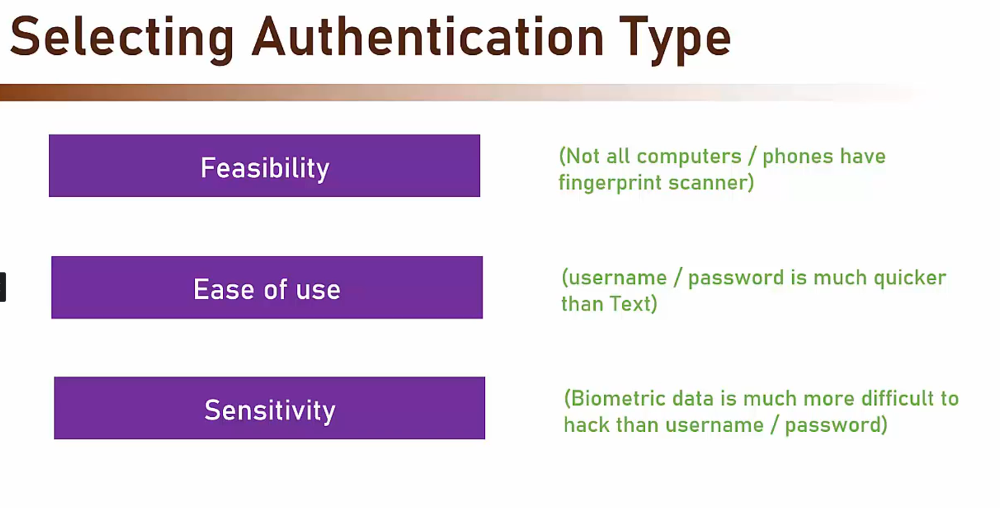 Selecting Authentication Type
Feasibility
(Not all computers / phones have
fingerprint scanner)
Ease of use
(username / password is much quicker
than Text)
Sensitivity
(Biometric data is much more difficult to
hack than username / password)